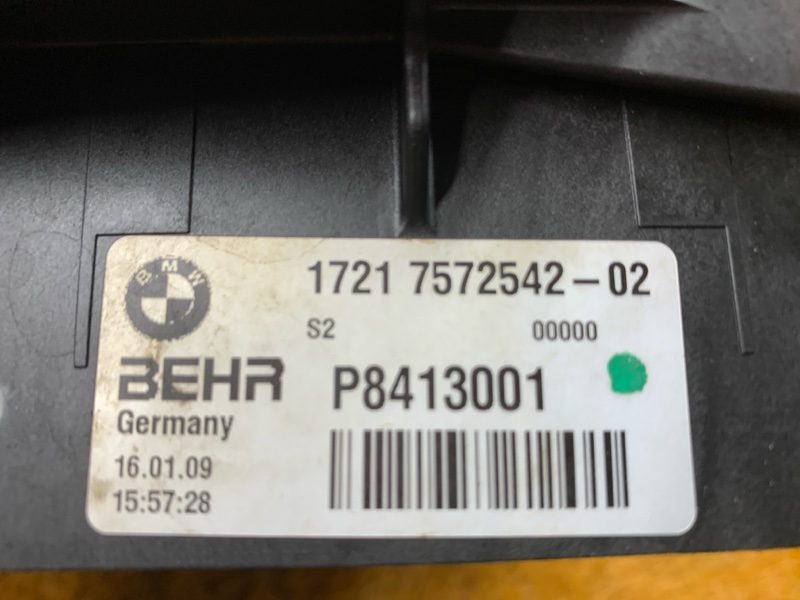 BMW
1721 7572542-02
S2 00000
BEHR P8413001
Germany
16.01.09
15:57:28